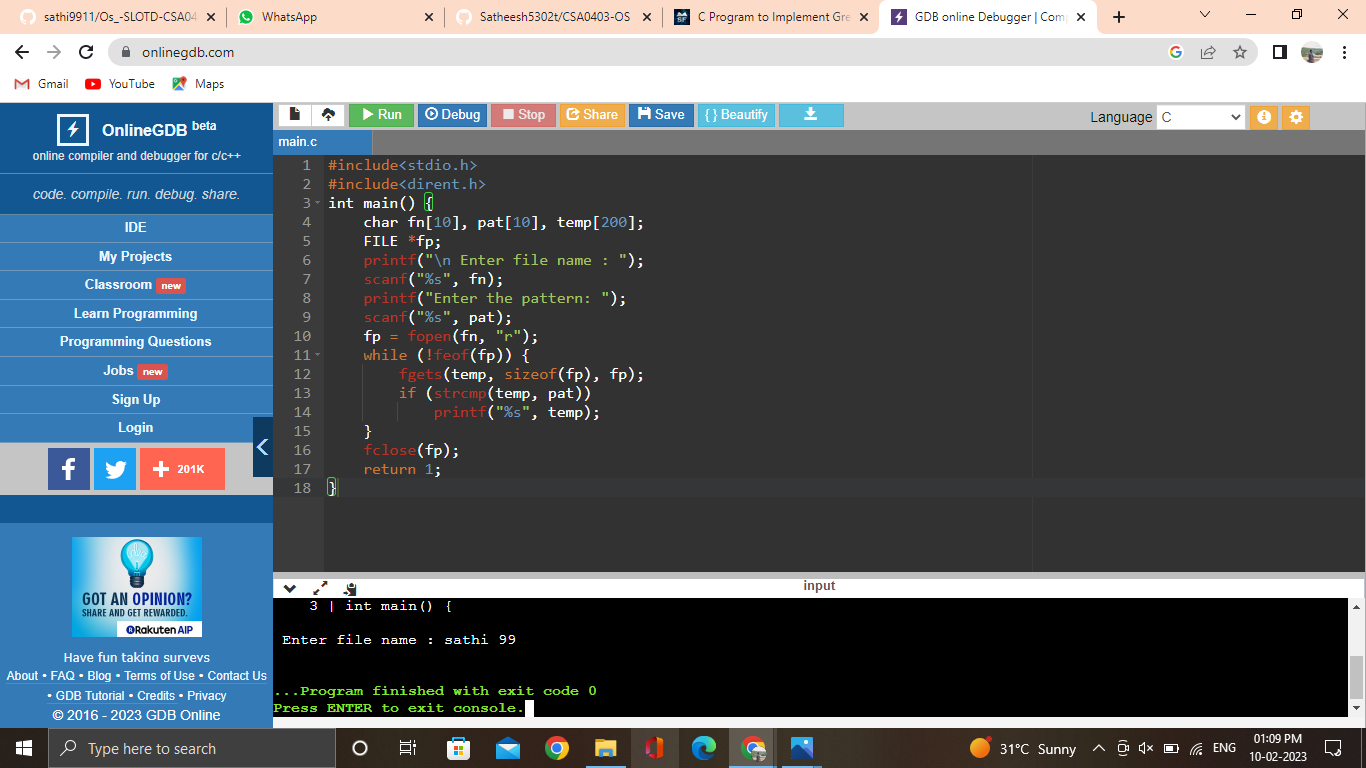 sathi9911/Os_-SLOTD-CSA04
WhatsApp
Satheesh5302t/CSA0403-OS
C Program to Implement Gre
GDB online Debugger | Comp
onlinegdb.com
Gmail
YouTube
Maps
OnlineGDB beta
online compiler and debugger for c/c++
code. compile. run. debug. share.
IDE
My Projects
Classroom new
Learn Programming
Programming Questions
Jobs new
Sign Up
Login
201K
GOT AN OPINION?
SHARE AND GET REWARDED.
Rakuten AIP
Have fun taking surveys
About • FAQ • Blog • Terms of Use • Contact Us
• GDB Tutorial • Credits • Privacy
© 2016 - 2023 GDB Online
Run Debug Stop Share Save { } Beautify
Language C
main.c
1 #include<stdio.h>
2 #include<dirent.h>
3 int main() {
4 char fn[10], pat[10], temp[200];
5 FILE *fp;
6 printf("\n Enter file name : ");
7 scanf("%s", fn);
8 printf("Enter the pattern: ");
9 scanf("%s", pat);
10 fp = fopen(fn, "r");
11 while (!feof(fp)) {
12 fgets(temp, sizeof(fp), fp);
13 if (strcmp(temp, pat))
14 printf("%s", temp);
15 }
16 fclose(fp);
17 return 1;
18 }
input
3 | int main() {
Enter file name : sathi 99
...Program finished with exit code 0
Press ENTER to exit console.
Type here to search
31°C Sunny
ENG
01:09 PM
10-02-2023